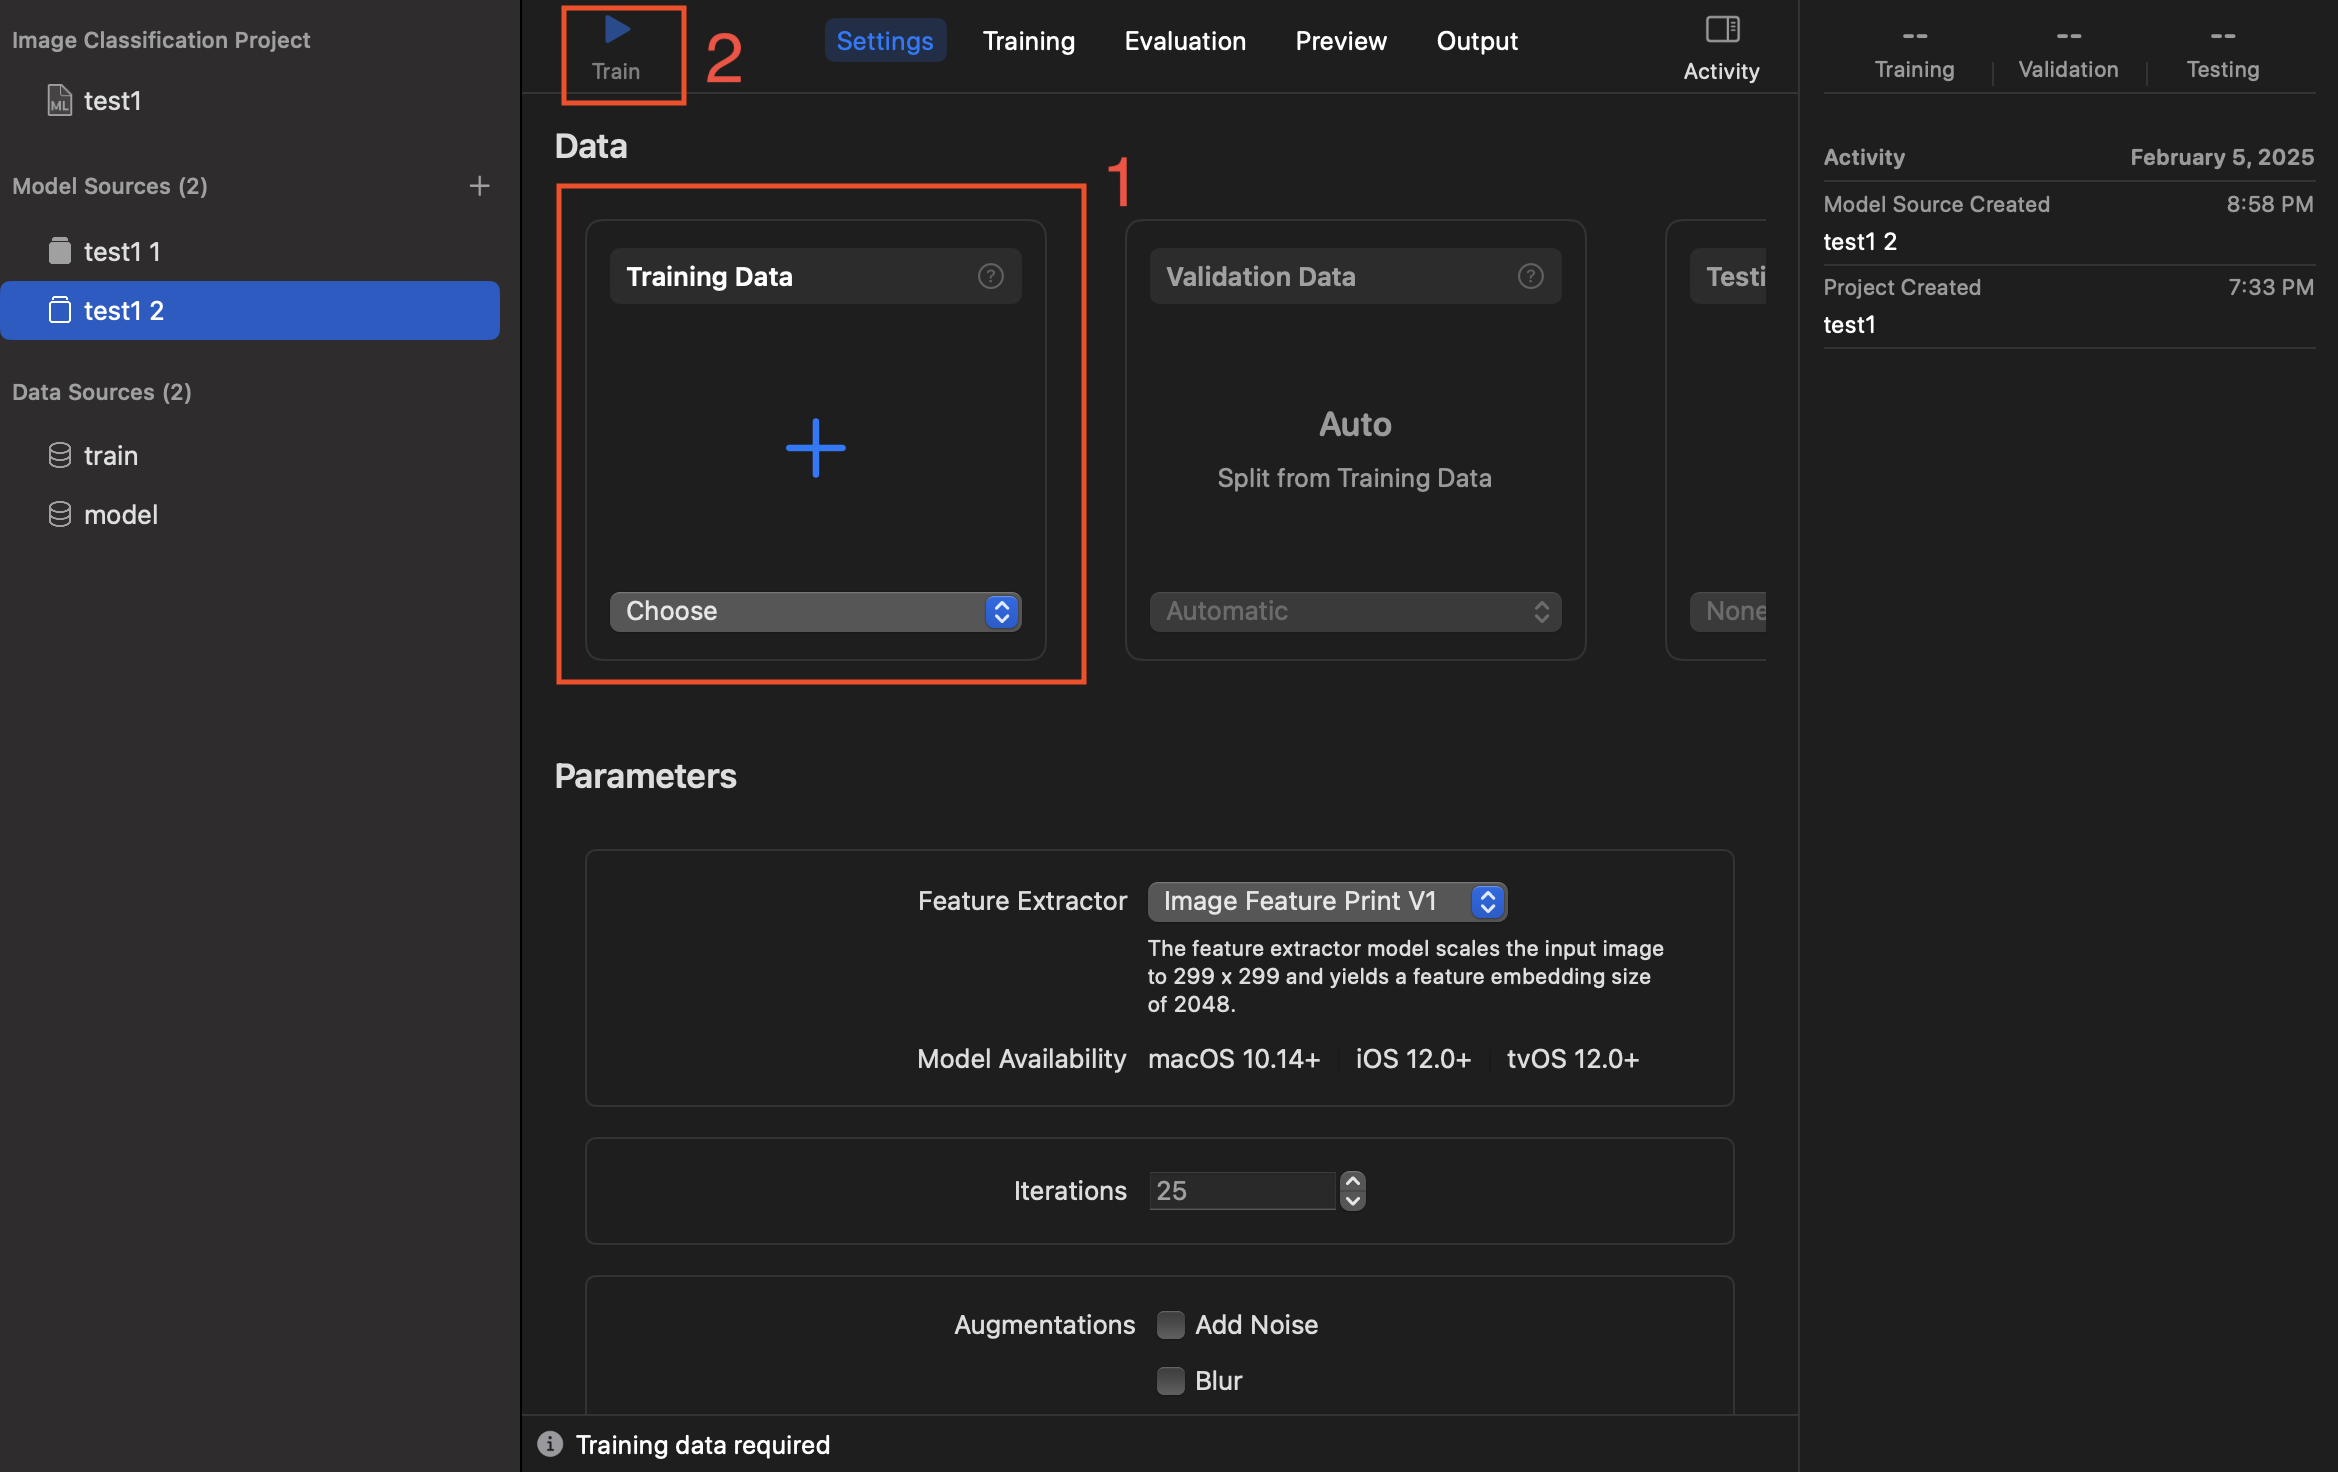 Image Classification Project
ML
test1
Model Sources (2)
test1 1
test1 2
Data Sources (2)
train
model
Train
2
Settings
Training
Evaluation
Preview
Output
Activity
Data
1
Training Data
?
Choose
Validation Data
?
Auto
Split from Training Data
Automatic
Testi
None
Parameters
Feature Extractor
Image Feature Print V1
The feature extractor model scales the input image
to 299 x 299 and yields a feature embedding size
of 2048.
Model Availability
macOS 10.14+
iOS 12.0+
tvOS 12.0+
Iterations
25
Augmentations
Add Noise
Blur
Training data required
--
Training
--
Validation
--
Testing
Activity
February 5, 2025
Model Source Created
8:58 PM
test1 2
Project Created
7:33 PM
test1